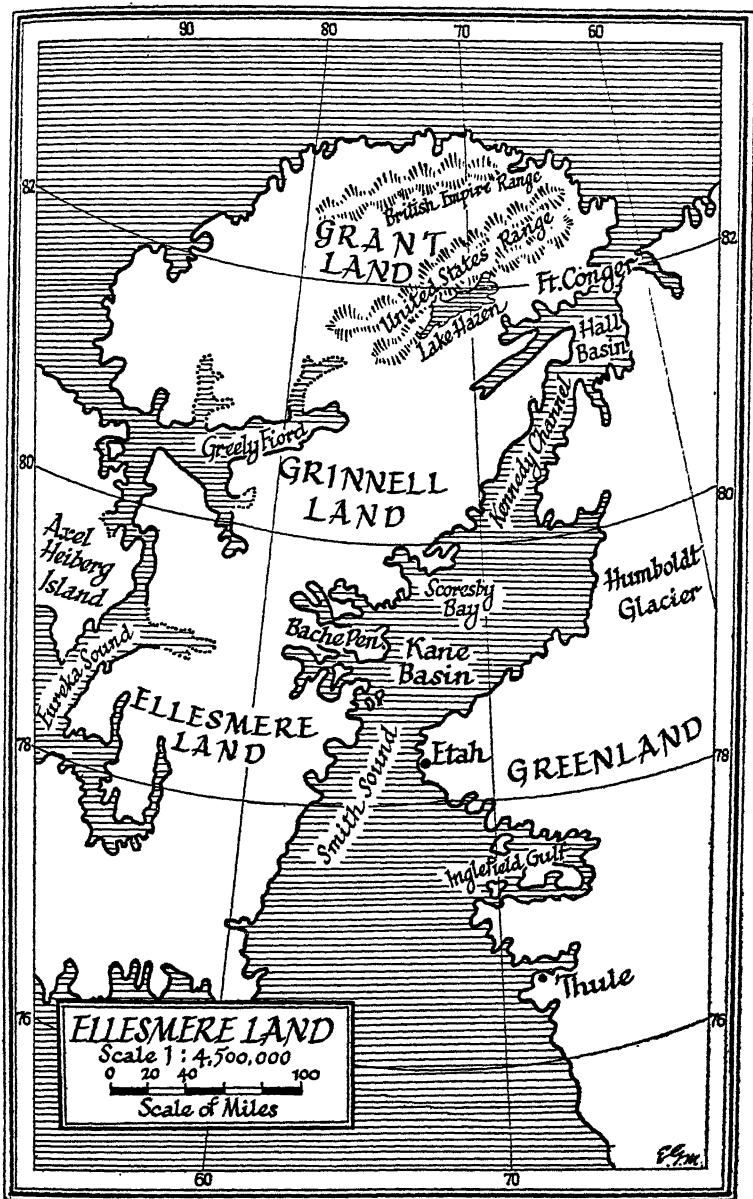 90 80 70 60
82
British Empire Range
GRANT
LAND
United States Range
82
Ft. Conger
Lake Hazen
Hall
Basin
Kennedy Channel
Greely Fiord
80
GRINNELL
LAND
80
Axel
Heiberg
Island
Humboldt
Glacier
Scoresby
Bay
Bache Pen.
Kane
Basin
Eureka Sound
ELLESMERE
LAND
78
Smith Sound
Etah
GREENLAND
78
Inglefield Gulf
Thule
76
76
ELLESMERE LAND
Scale 1 : 4,500,000
0 20 40 100
Scale of Miles
E.G.M.
60 70